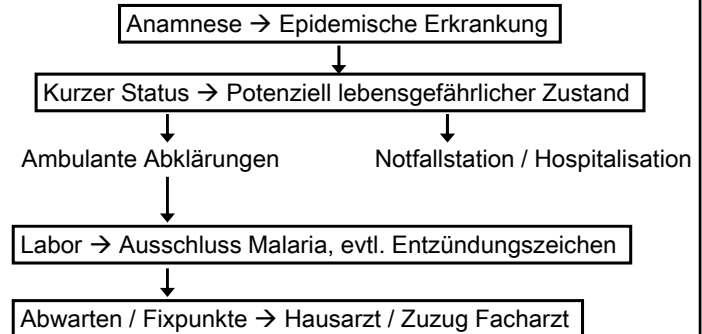 Anamnese → Epidemische Erkrankung
Kurzer Status → Potenziell lebensgefährlicher Zustand
Ambulante Abklärungen
Notfallstation / Hospitalisation
Labor → Ausschluss Malaria, evtl. Entzündungszeichen
Abwarten / Fixpunkte → Hausarzt / Zuzug Facharzt